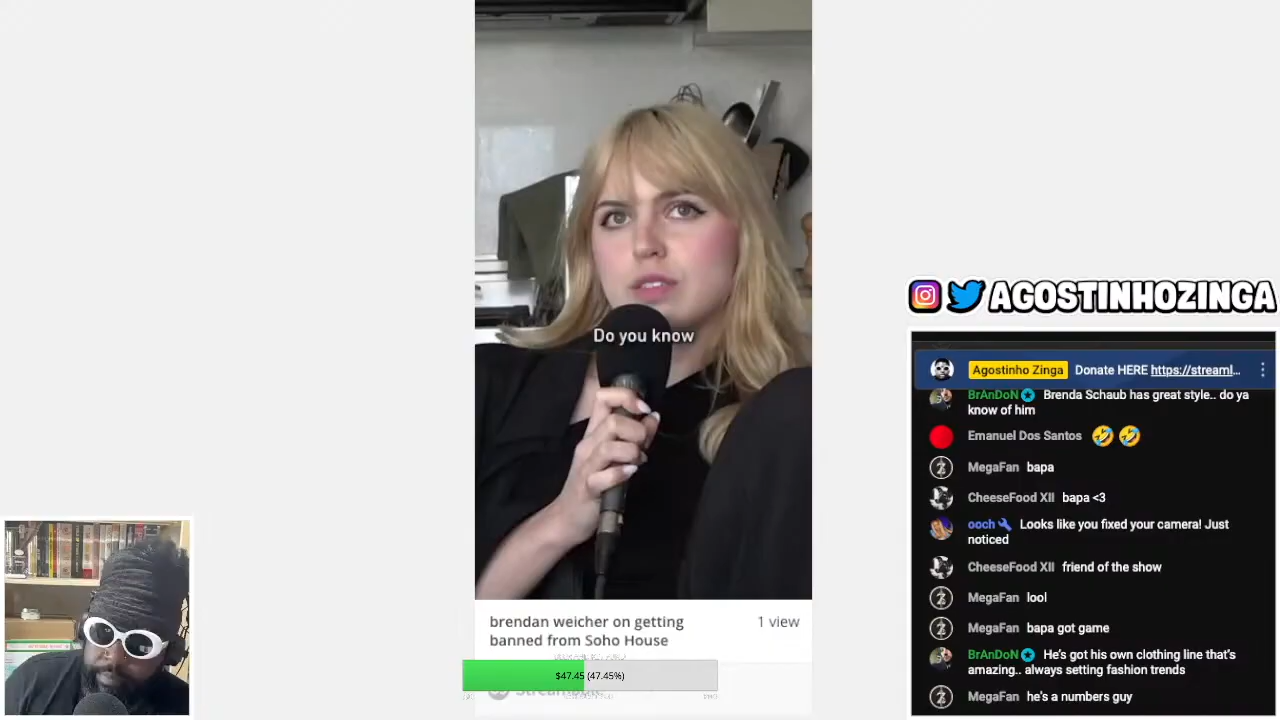 Do you know
brendan weicher on getting
banned from Soho House
1 view
$47.45 (47.45%)
AGOSTINHOZINGA
Agostinho Zinga Donate HERE https://streaml...
BrAnDoN Brenda Schaub has great style.. do ya
know of him
Emanuel Dos Santos
MegaFan bapa
CheeseFood XII bapa <3
ooch Looks like you fixed your camera! Just
noticed
CheeseFood XII friend of the show
MegaFan lool
MegaFan bapa got game
BrAnDoN He's got his own clothing line that's
amazing.. always setting fashion trends
MegaFan he's a numbers guy